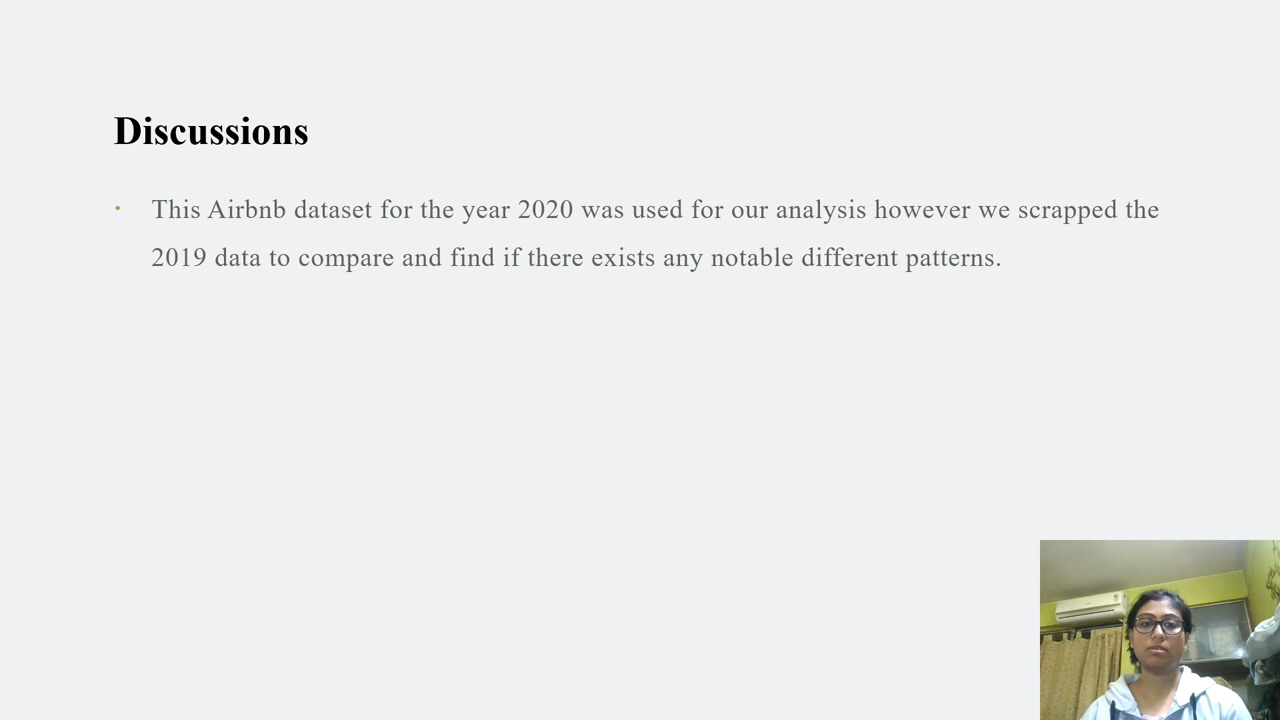 Discussions
This Airbnb dataset for the year 2020 was used for our analysis however we scrapped the
2019 data to compare and find if there exists any notable different patterns.